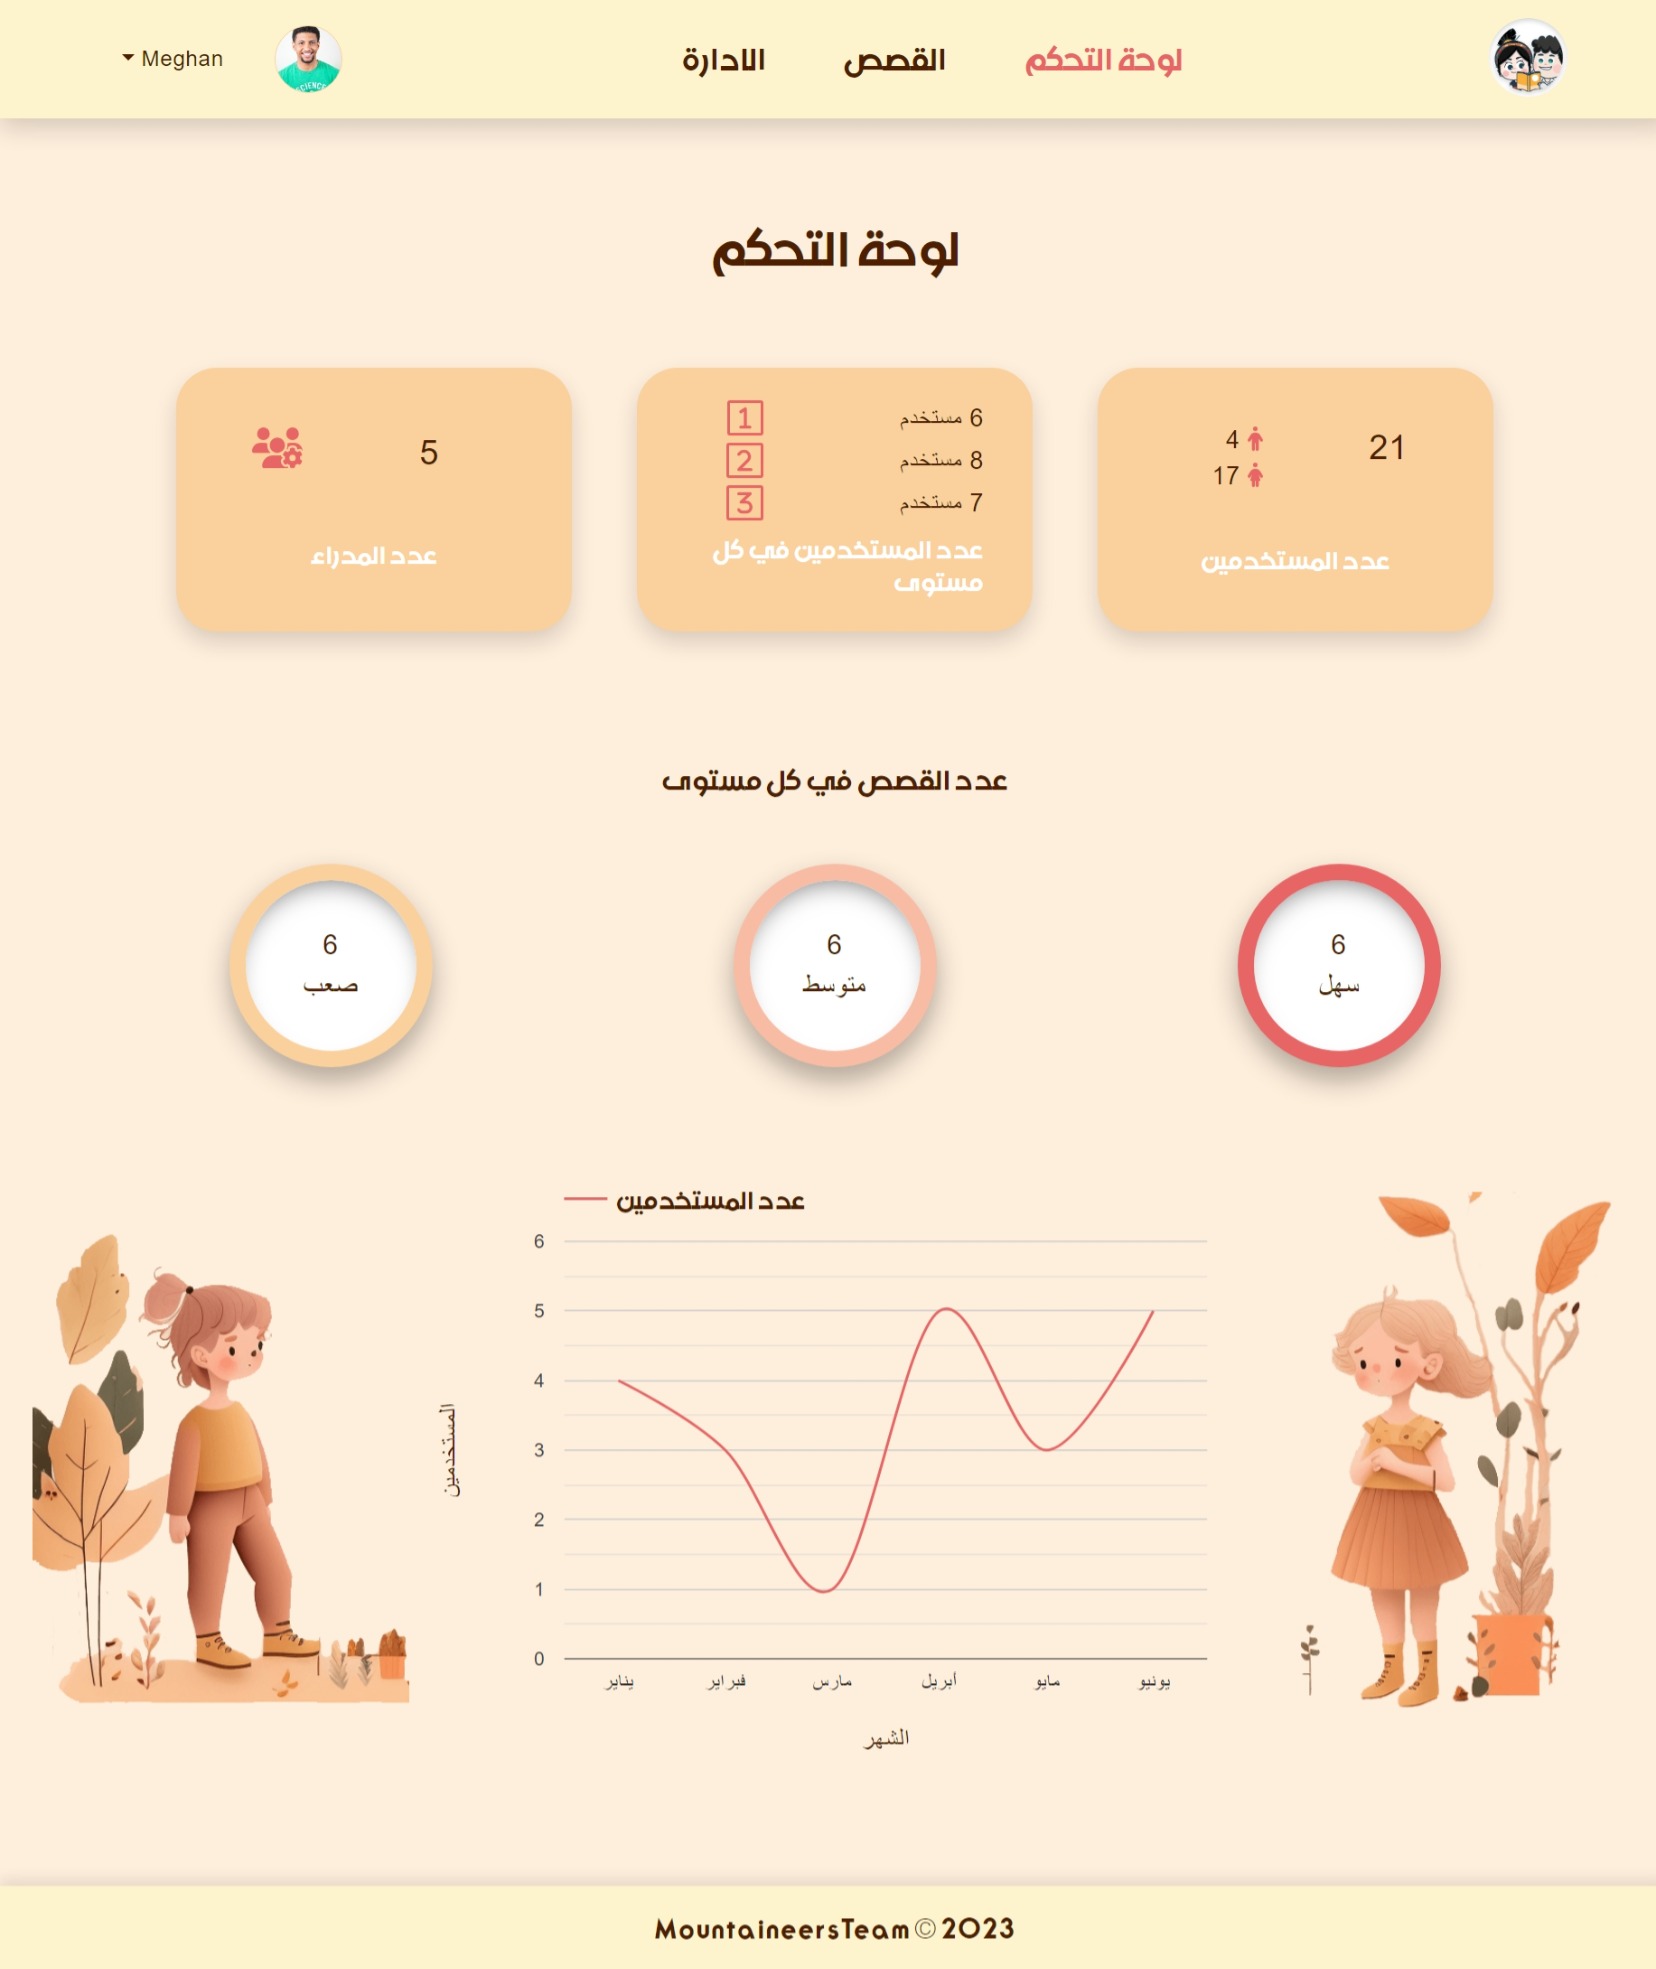 لوحة التحكم
القصص
الادارة
Meghan
لوحة التحكم
21
4
17
عدد المستخدمين
6 مستخدم
1
8 مستخدم
2
7 مستخدم
3
عدد المستخدمين في كل
مستوى
5
عدد المدراء
عدد القصص في كل مستوى
6
سهل
6
متوسط
6
صعب
عدد المستخدمين
6
5
4
3
2
1
0
المستخدمين
يناير
فبراير
مارس
أبريل
مايو
يونيو
الشهر
MountaineersTeam © 2023